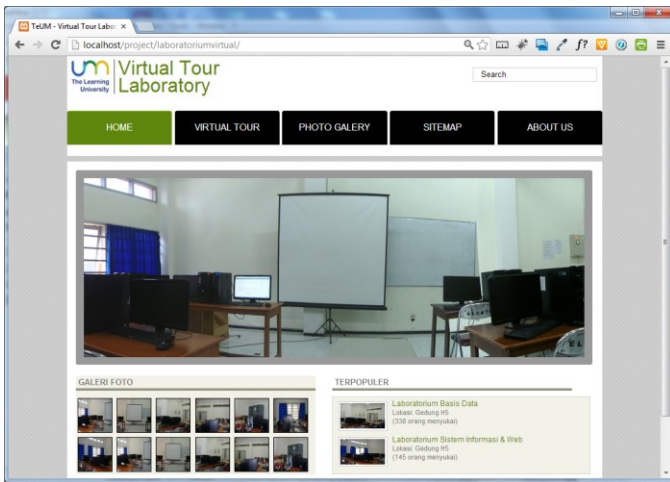 TeUM - Virtual Tour Labo
localhost/project/laboratoriumvirtual/
f?
um
The Learning
University
Virtual Tour
Laboratory
Search
HOME VIRTUAL TOUR PHOTO GALERY SITEMAP ABOUT US
GALERI FOTO
TERPOPULER
Laboratorium Basis Data
Lokasi: Gedung H5
(338 orang menyukai)
Laboratorium Sistem Informasi & Web
Lokasi: Gedung H5
(145 orang menyukai)